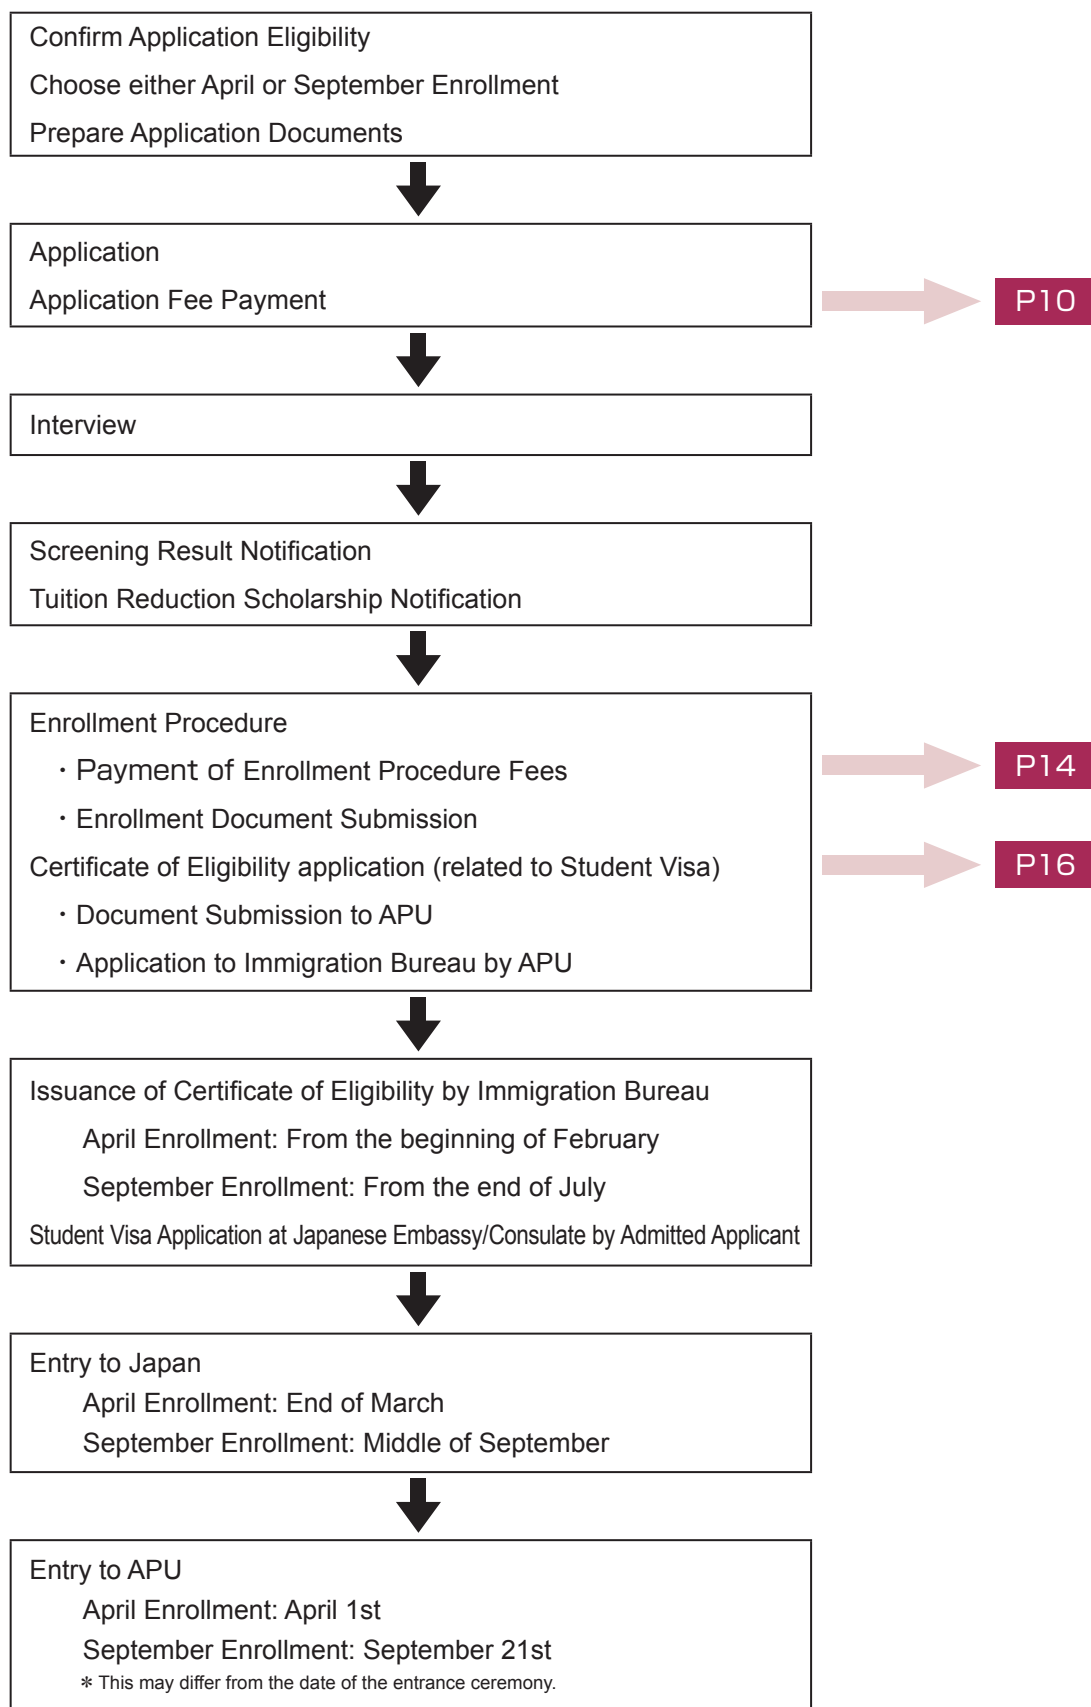 Confirm Application Eligibility
Choose either April or September Enrollment
Prepare Application Documents
Application
Application Fee Payment
P10
Interview
Screening Result Notification
Tuition Reduction Scholarship Notification
Enrollment Procedure
・Payment of Enrollment Procedure Fees
P14
・Enrollment Document Submission
Certificate of Eligibility application (related to Student Visa)
P16
・Document Submission to APU
・Application to Immigration Bureau by APU
Issuance of Certificate of Eligibility by Immigration Bureau
April Enrollment: From the beginning of February
September Enrollment: From the end of July
Student Visa Application at Japanese Embassy/Consulate by Admitted Applicant
Entry to Japan
April Enrollment: End of March
September Enrollment: Middle of September
Entry to APU
April Enrollment: April 1st
September Enrollment: September 21st
* This may differ from the date of the entrance ceremony.